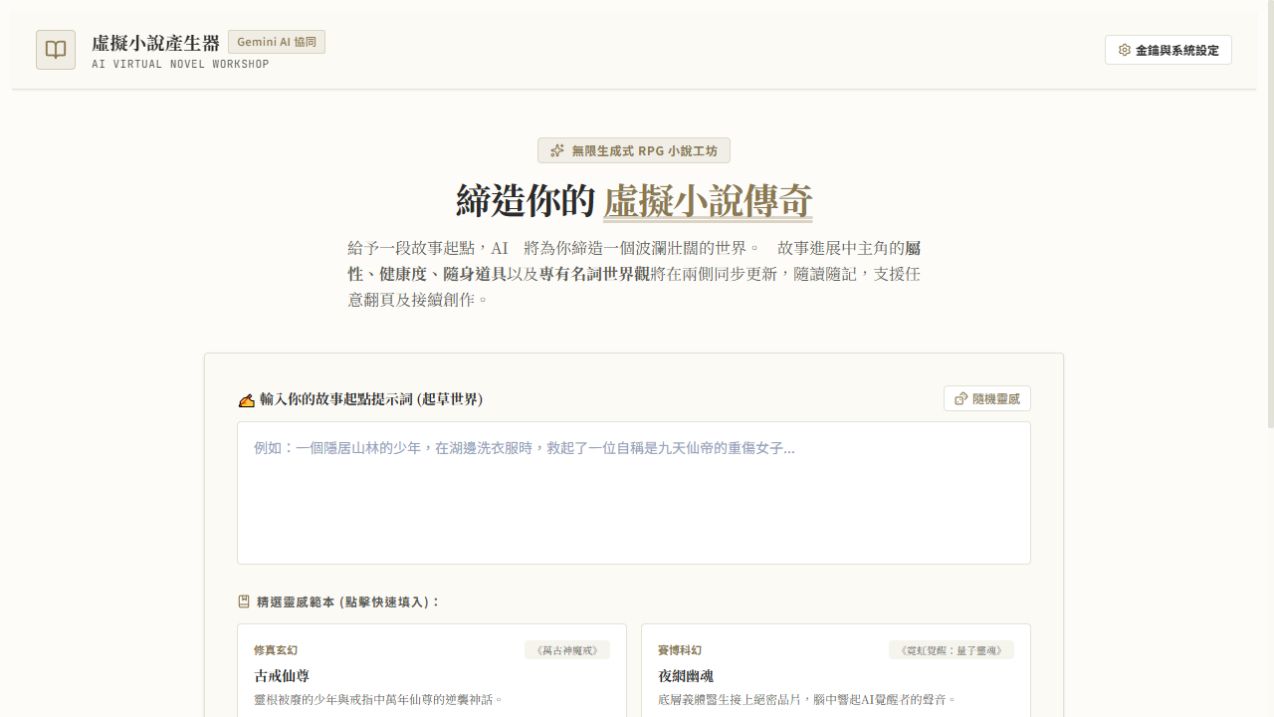 虛擬小說產生器 Gemini AI 協同
AI VIRTUAL NOVEL WORKSHOP
金鑰與系統設定
無限生成式 RPG 小說工坊
締造你的 虛擬小說傳奇
給予一段故事起點，AI 將為你締造一個波瀾壯闊的世界。 故事進展中主角的屬
性、健康度、隨身道具以及專有名詞世界觀將在兩側同步更新，隨讀隨記，支援任
意翻頁及接續創作。
✍️ 輸入你的故事起點提示詞 (起草世界)
隨機靈感
例如：一個隱居山林的少年，在湖邊洗衣服時，救起了一位自稱是九天仙帝的重傷女子...
精選靈感範本 (點擊快速填入)：
修真玄幻 《萬古神魔戒》
古戒仙尊
靈根被廢的少年與戒指中萬年仙尊的逆襲神話。
賽博科幻 《霓虹覺醒：量子靈魂》
夜網幽魂
底層義體醫生接上絕密晶片，腦中響起AI覺醒者的聲音。